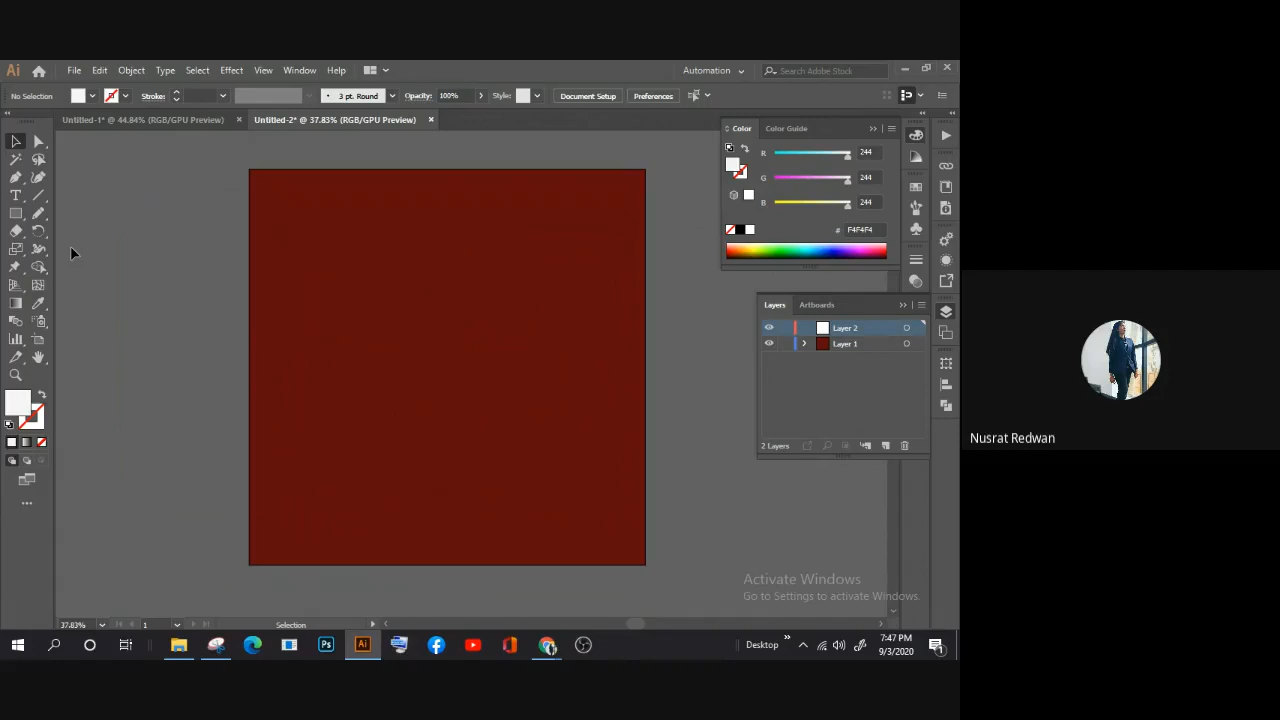 Ai File Edit Object Type Select Effect View Window Help Automation Search Adobe Stock
No Selection Stroke: 3 pt. Round Opacity: 100% Style: Document Setup Preferences
Untitled-1* @ 44.84% (RGB/GPU Preview) × Untitled-2* @ 37.83% (RGB/GPU Preview) ×
Color Color Guide
R 244
G 244
B 244
# F4F4F4
Layers Artboards
Layer 2
Layer 1
2 Layers
Nusrat Redwan
Activate Windows
Go to Settings to activate Windows.
37.83% 1 Selection
Ps Ai Desktop 7:47 PM
9/3/2020 1